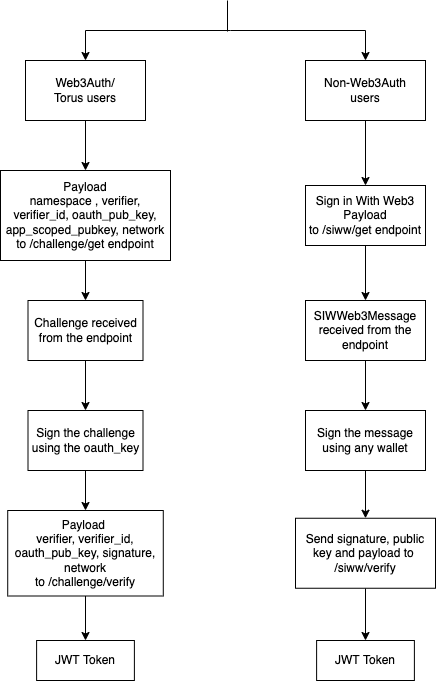 Web3Auth/
Torus users
Payload
namespace , verifier,
verifier_id, oauth_pub_key,
app_scoped_pubkey, network
to /challenge/get endpoint
Challenge received
from the endpoint
Sign the challenge
using the oauth_key
Payload
verifier, verifier_id,
oauth_pub_key, signature,
network
to /challenge/verify
JWT Token
Non-Web3Auth
users
Sign in With Web3
Payload
to /siww/get endpoint
SIWWeb3Message
received from the
endpoint
Sign the message
using any wallet
Send signature, public
key and payload to
/siww/verify
JWT Token